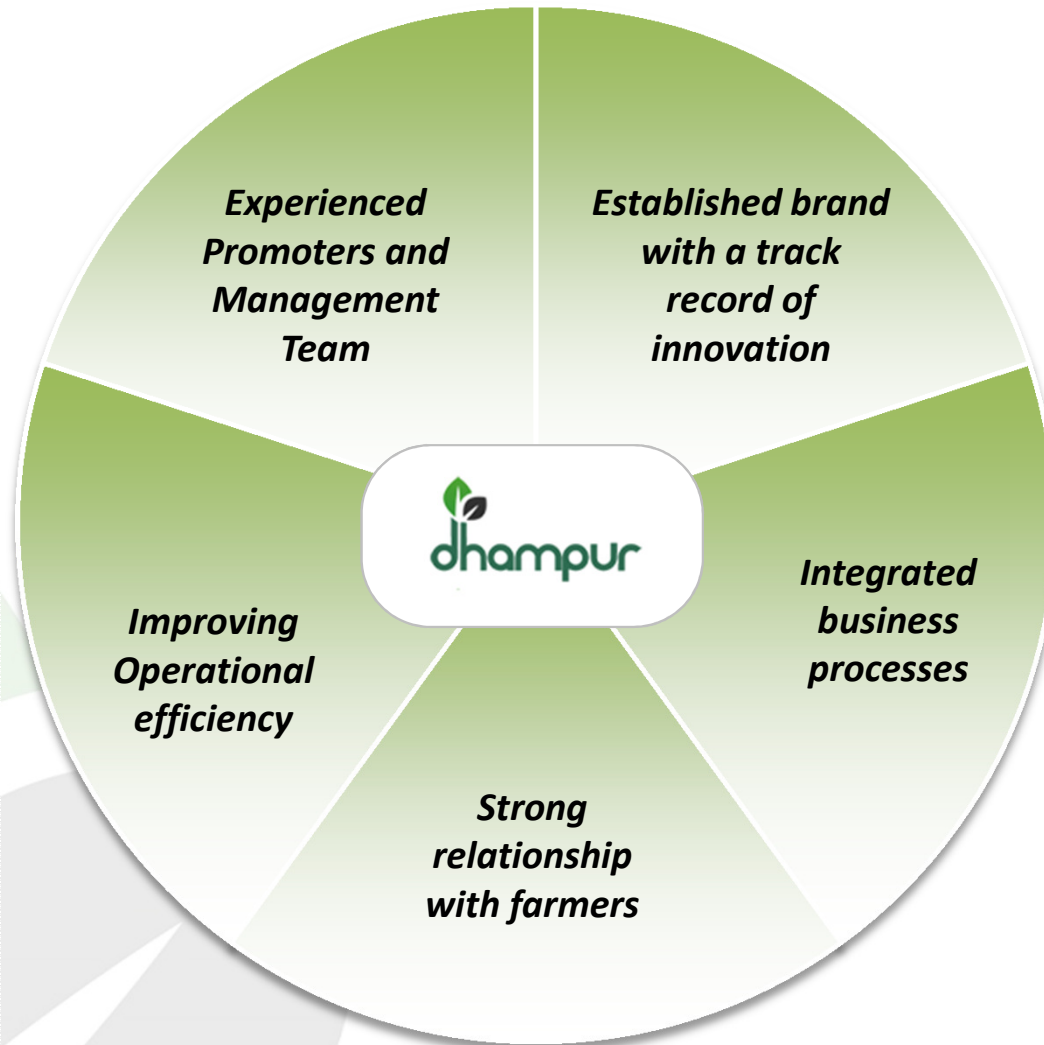 Experienced
Promoters and
Management
Team
Established brand
with a track
record of
innovation
dhampur
Integrated
business
processes
Improving
Operational
efficiency
Strong
relationship
with farmers